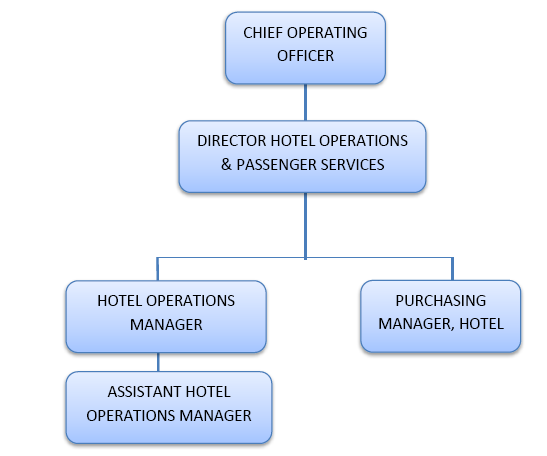 CHIEF OPERATING
OFFICER
DIRECTOR HOTEL OPERATIONS
& PASSENGER SERVICES
HOTEL OPERATIONS
MANAGER
PURCHASING
MANAGER, HOTEL
ASSISTANT HOTEL
OPERATIONS MANAGER